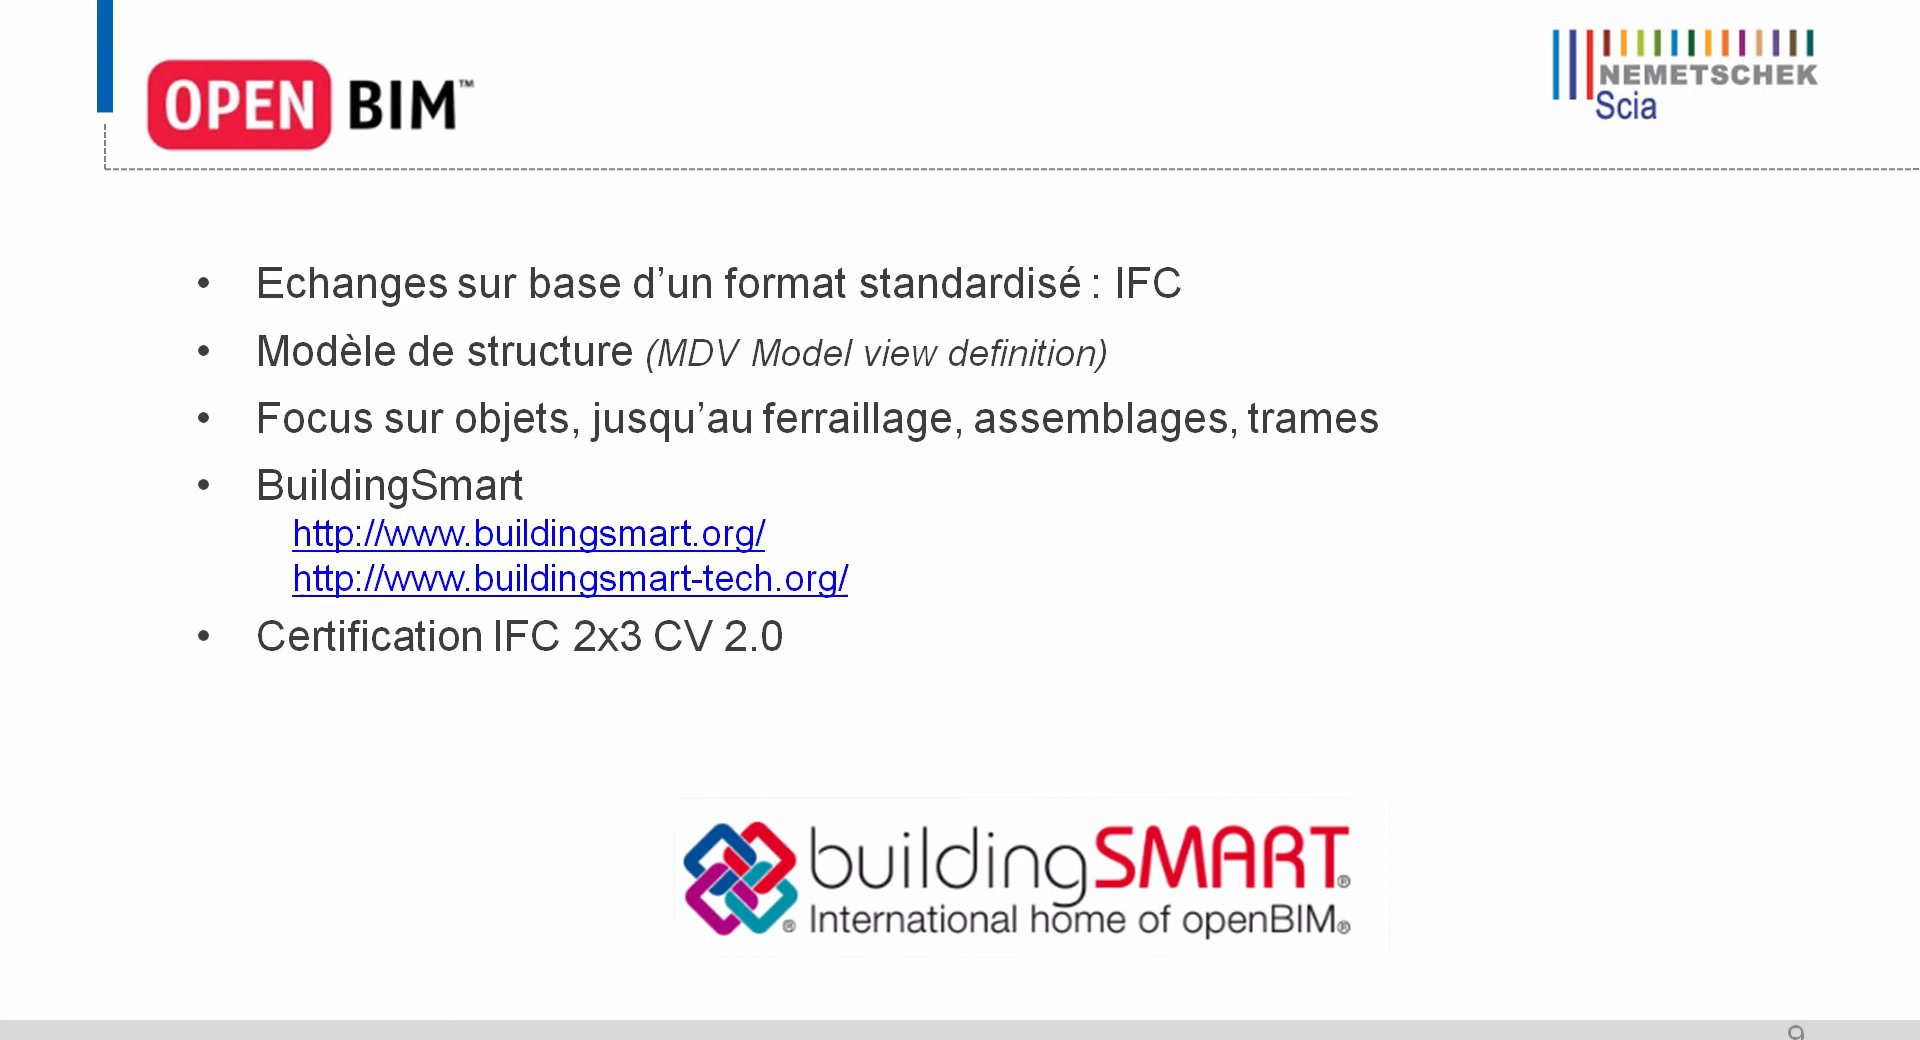 OPEN BIM™
NEMETSCHEK
Scia
• Echanges sur base d’un format standardisé : IFC
• Modèle de structure (MDV Model view definition)
• Focus sur objets, jusqu’au ferraillage, assemblages, trames
• BuildingSmart
http://www.buildingsmart.org/
http://www.buildingsmart-tech.org/
• Certification IFC 2x3 CV 2.0
buildingSMART®
® International home of openBIM®
9